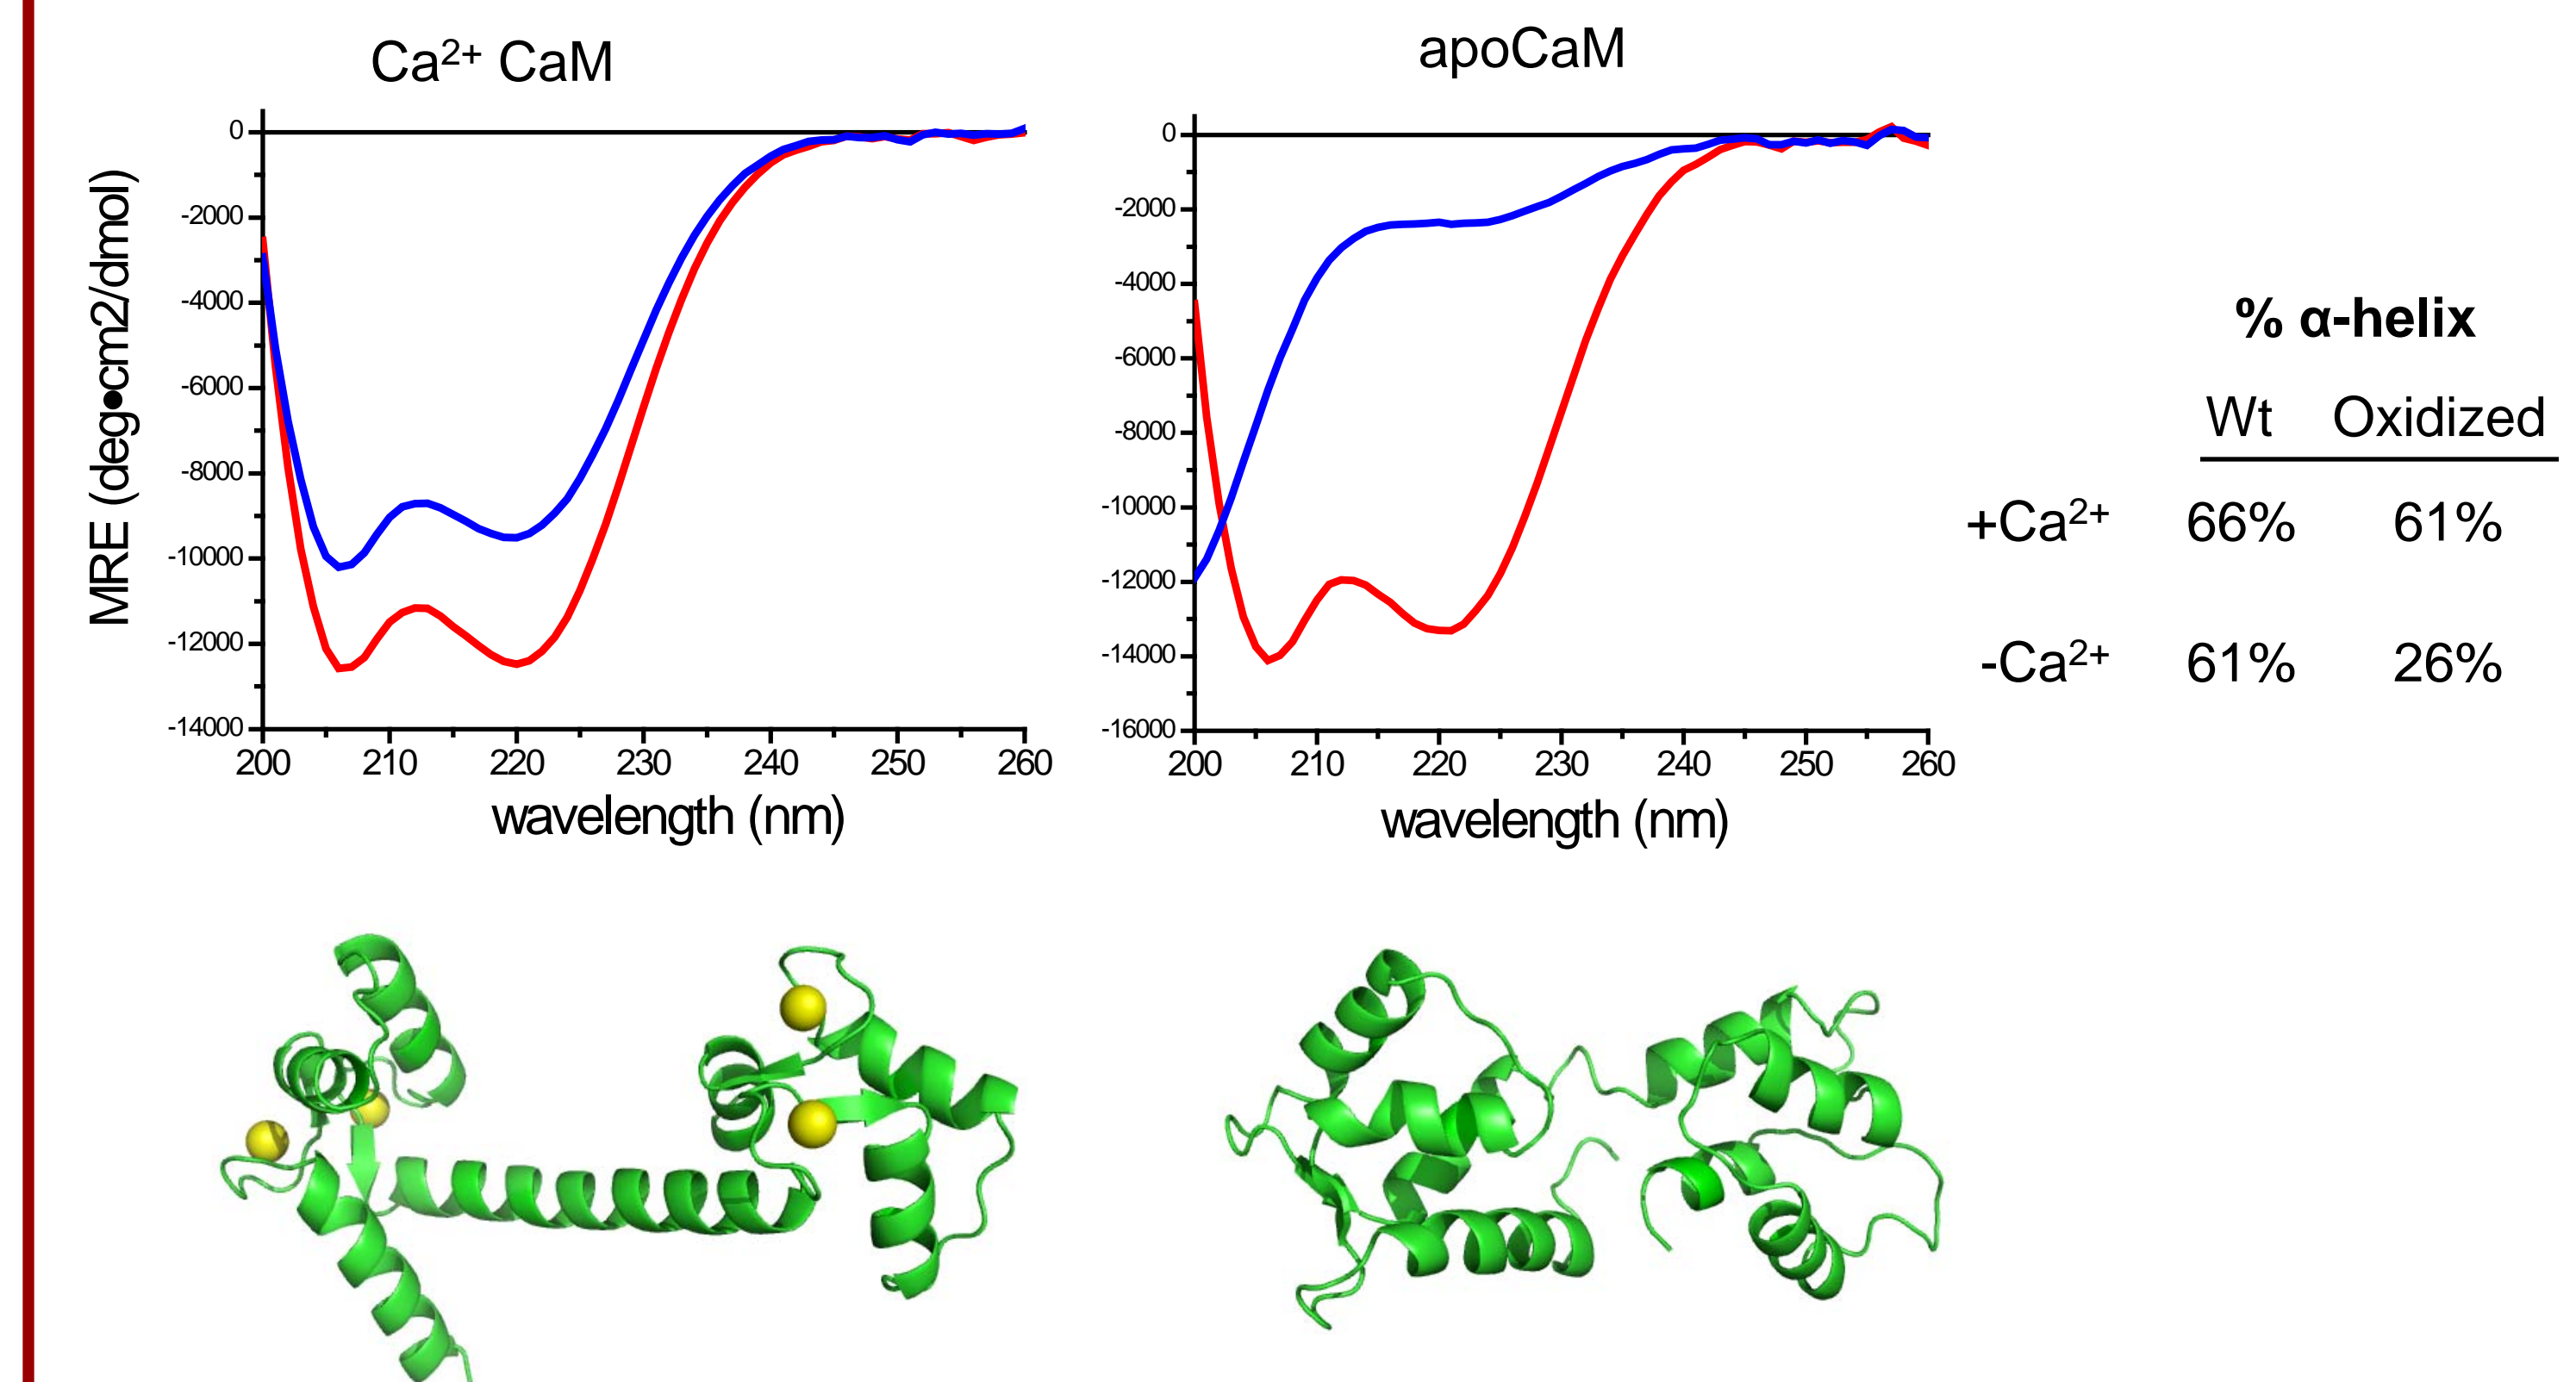 Ca2+ CaM
apoCaM
MRE (deg•cm2/dmol)
0
-2000
-4000
-6000
-8000
-10000
-12000
-14000
200 210 220 230 240 250 260
wavelength (nm)
0
-2000
-4000
-6000
-8000
-10000
-12000
-14000
-16000
200 210 220 230 240 250 260
wavelength (nm)
% α-helix
Wt Oxidized
+Ca2+ 66% 61%
-Ca2+ 61% 26%